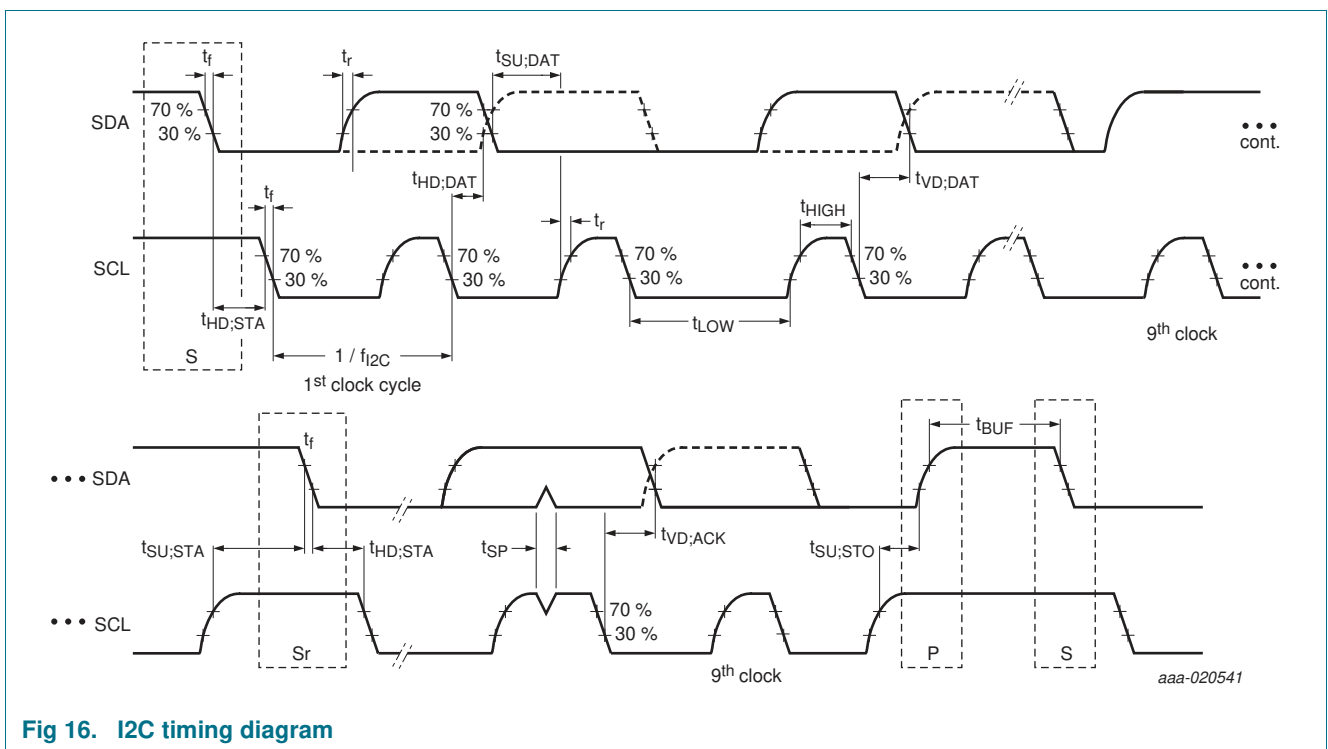 tf
tr
tSU;DAT
70 %
30 %
70 %
30 %
SDA
cont.
tHD;DAT
tVD;DAT
tf
tr
tHIGH
70 %
30 %
70 %
30 %
70 %
30 %
70 %
30 %
SCL
cont.
tHD;STA
tLOW
9th clock
S
1 / fI2C
1st clock cycle
tf
tBUF
••• SDA
tSU;STA
tHD;STA
tSP
tVD;ACK
tSU;STO
70 %
30 %
••• SCL
Sr
9th clock
P
S
aaa-020541
Fig 16. I2C timing diagram